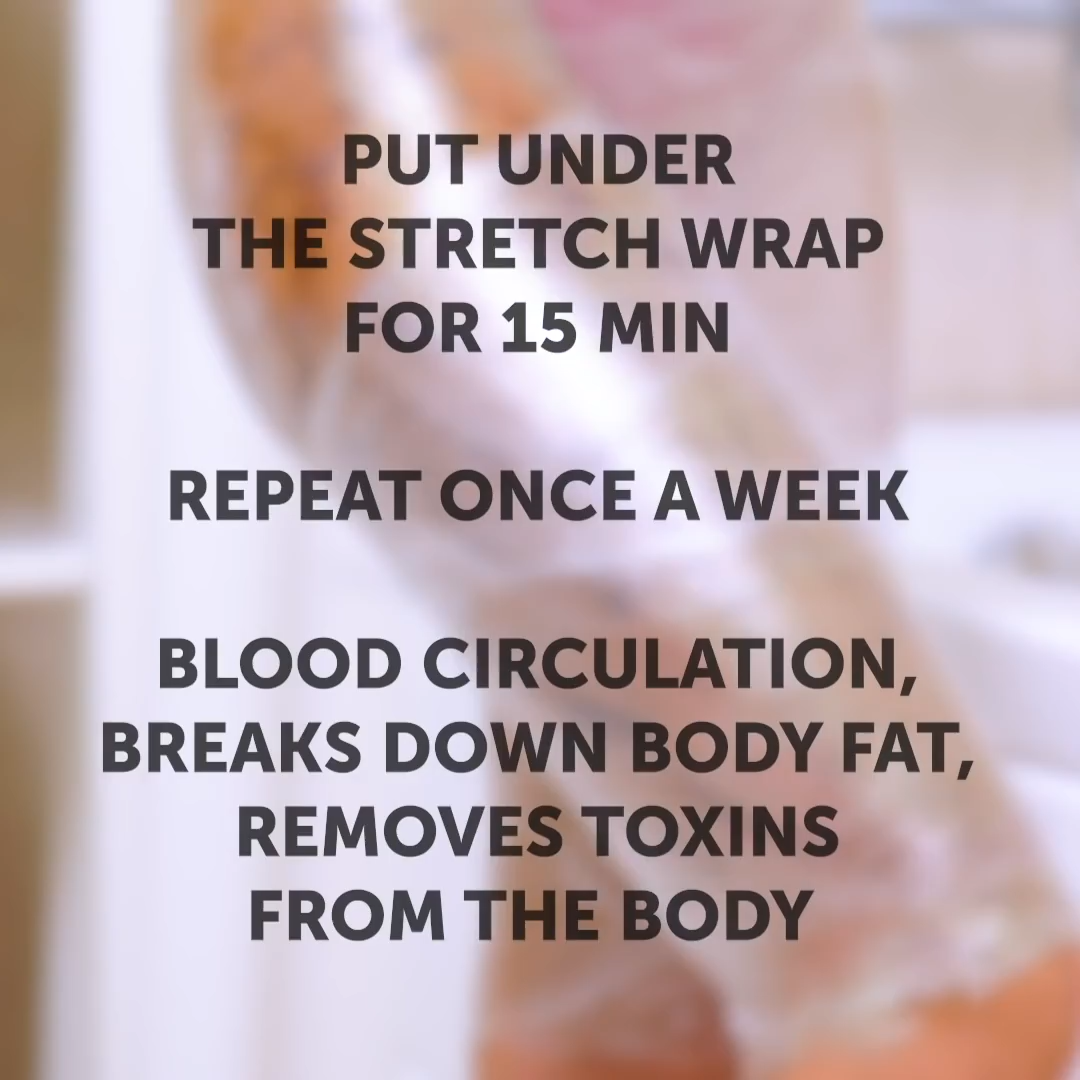 PUT UNDER
THE STRETCH WRAP
FOR 15 MIN
REPEAT ONCE A WEEK
BLOOD CIRCULATION,
BREAKS DOWN BODY FAT,
REMOVES TOXINS
FROM THE BODY